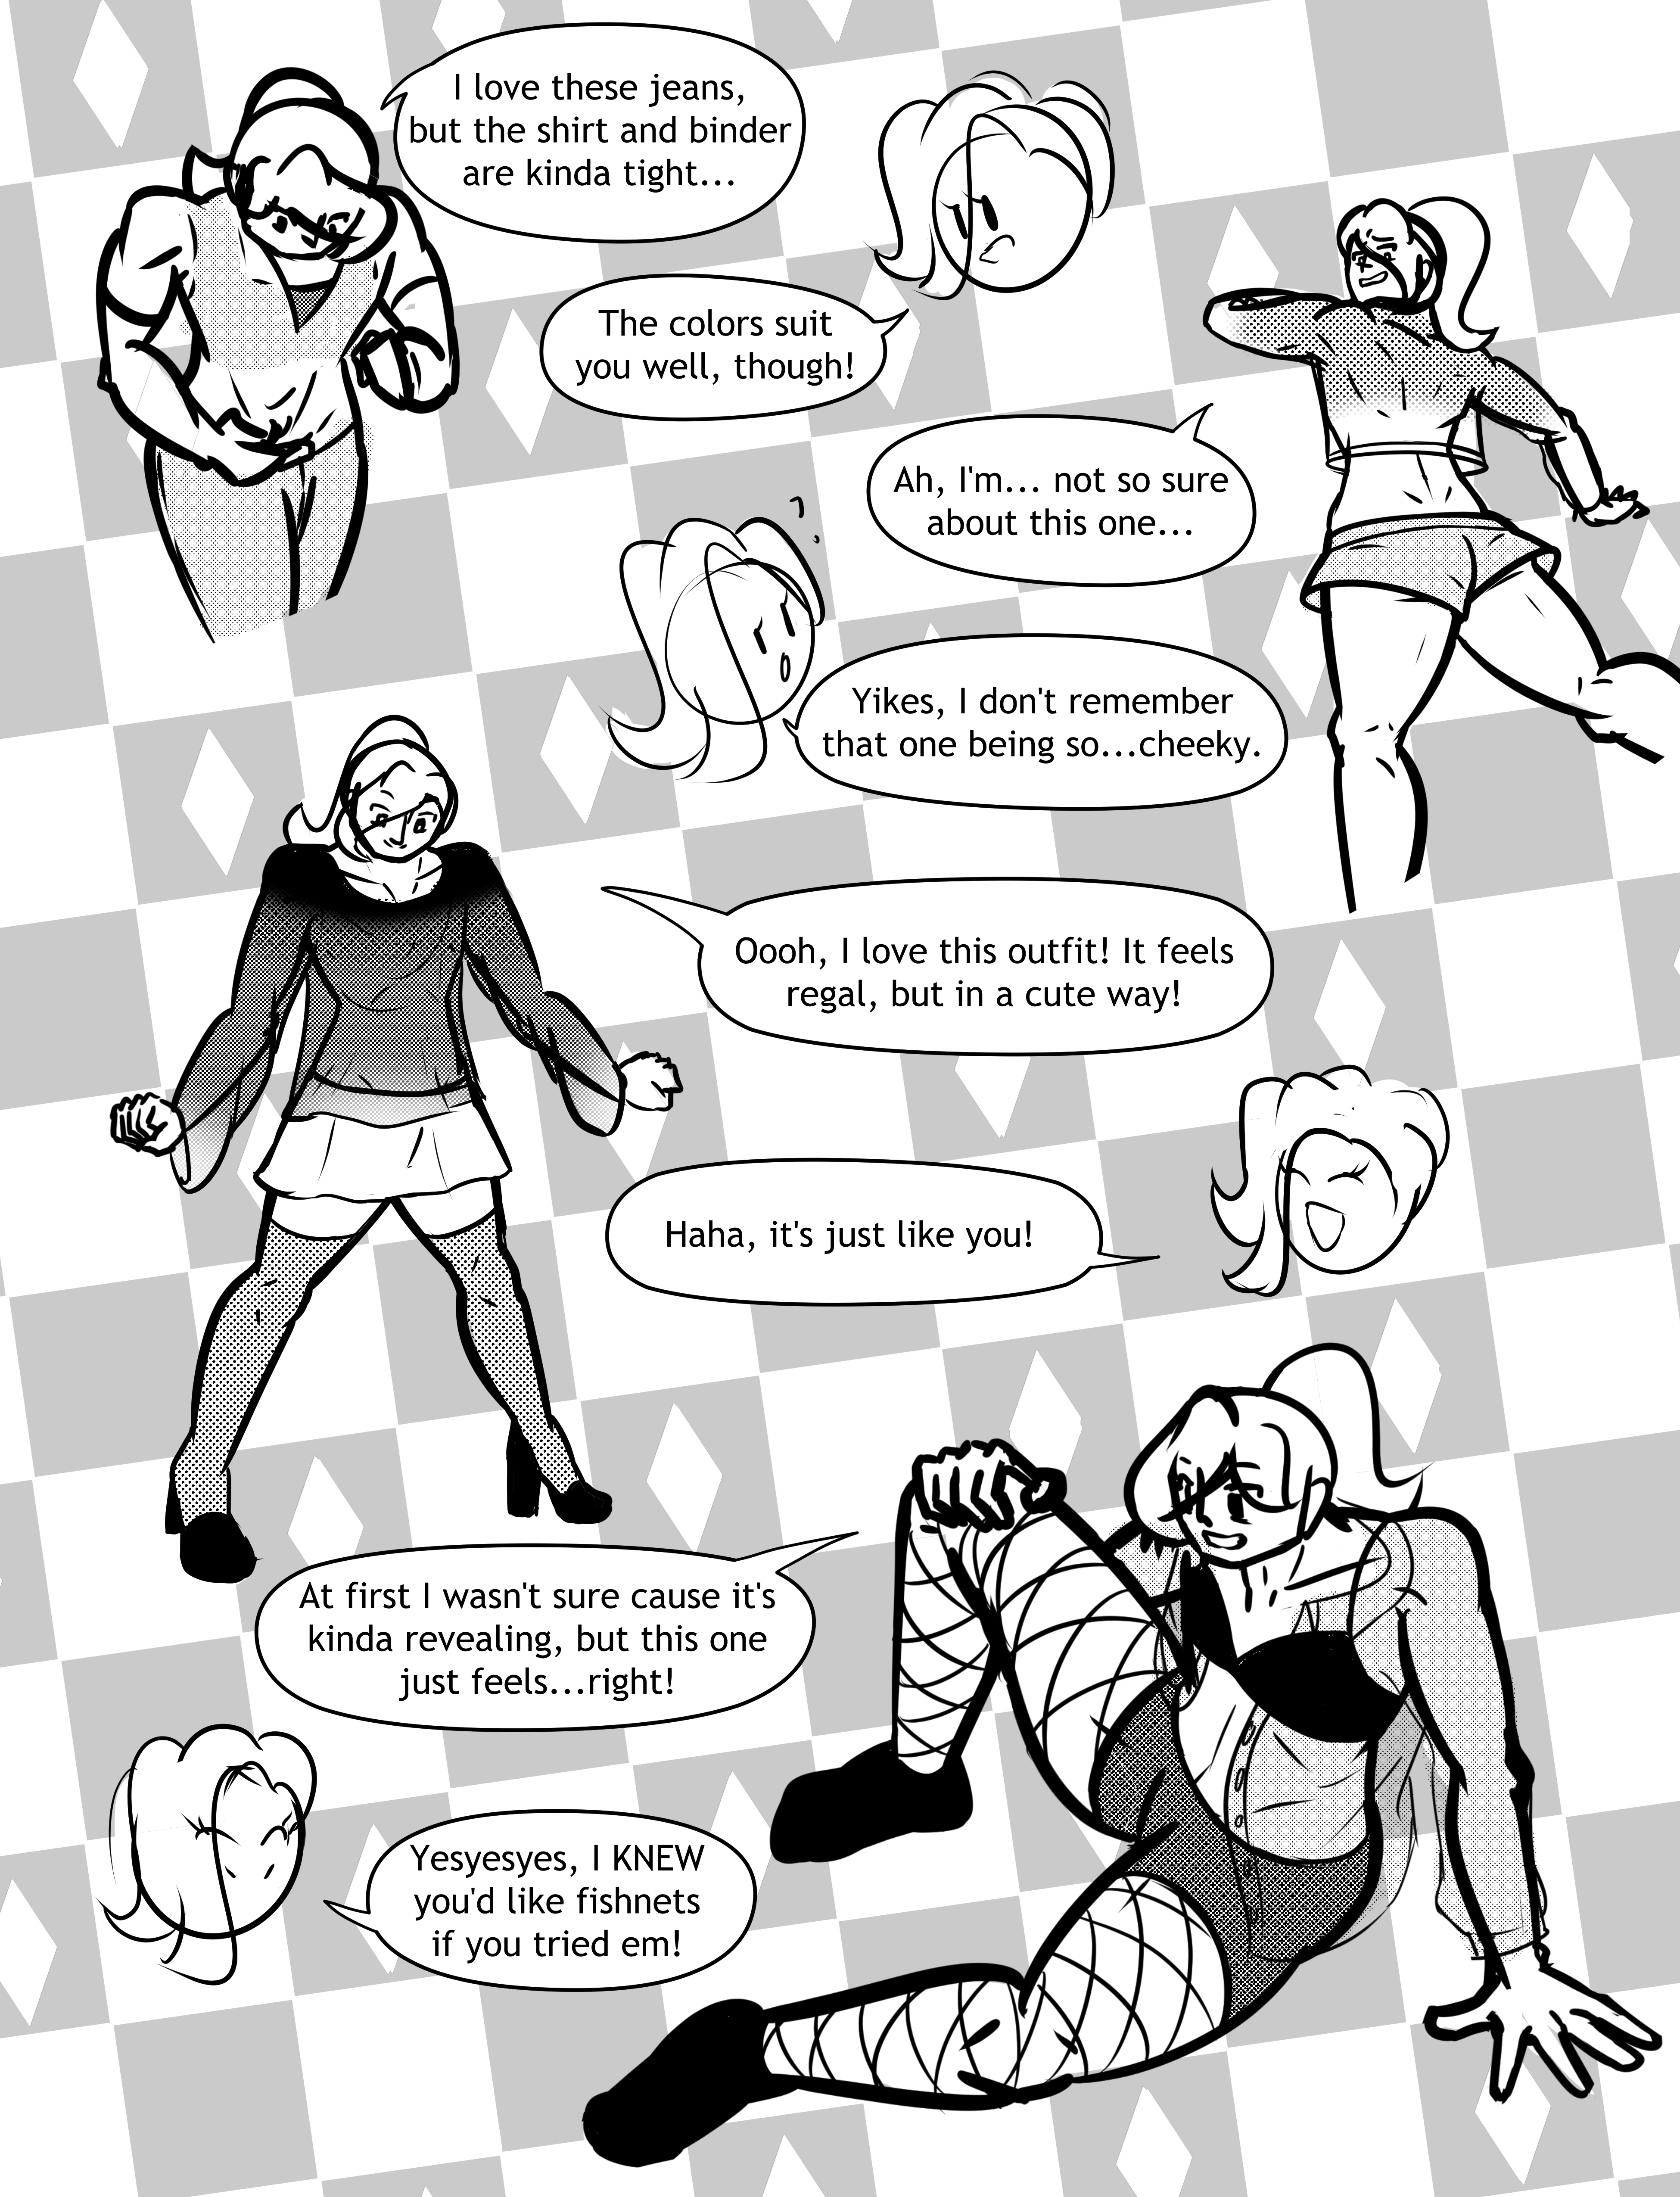 I love these jeans,
but the shirt and binder
are kinda tight...
The colors suit
you well, though!
Ah, I'm... not so sure
about this one...
Yikes, I don't remember
that one being so...cheeky.
Oooh, I love this outfit! It feels
regal, but in a cute way!
Haha, it's just like you!
At first I wasn't sure cause it's
kinda revealing, but this one
just feels...right!
Yesyesyes, I KNEW
you'd like fishnets
if you tried em!